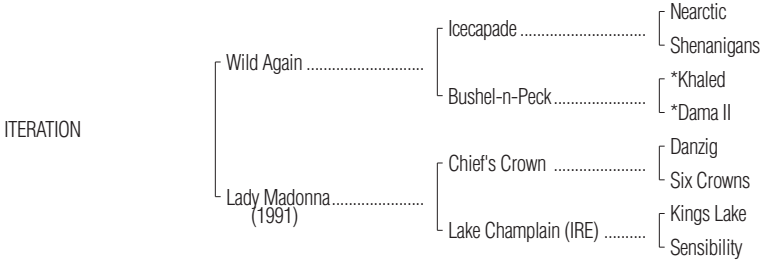 Nearctic
Icecapade ..............................
Shenanigans
Wild Again ............................
*Khaled
Bushel-n-Peck......................
*Dama II
ITERATION
Danzig
Chief's Crown ......................
Six Crowns
Lady Madonna......................
(1991)
Kings Lake
Lake Champlain (IRE) ..........
Sensibility